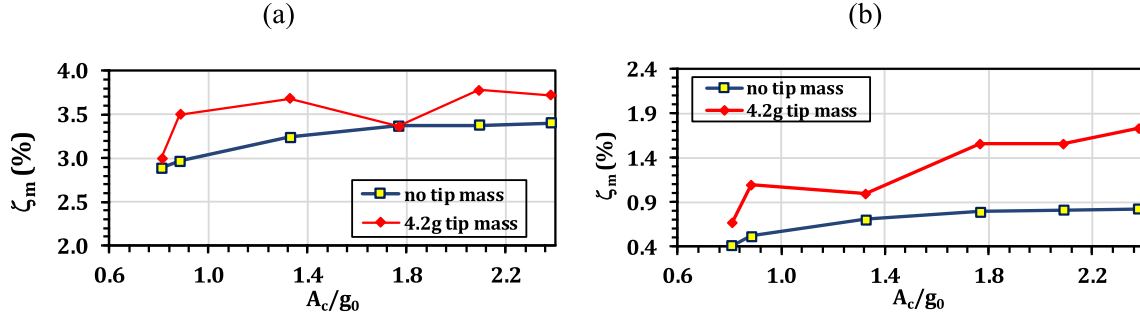 (a)
(b)
4.0
3.5
3.0
2.5
2.0
ζm (%)
no tip mass
4.2g tip mass
0.6 1.0 1.4 1.8 2.2
Ac/g0
2.4
1.9
1.4
0.9
0.4
ζm (%)
no tip mass
4.2g tip mass
0.6 1.0 1.4 1.8 2.2
Ac/g0